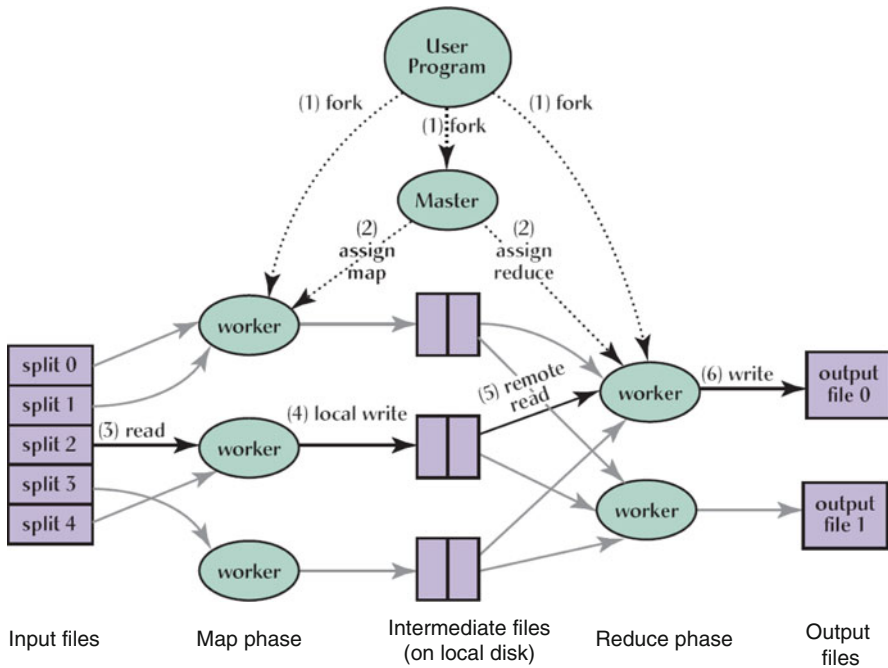 User
Program
(1) fork
(1) fork
(1) fork
Master
(2)
assign
map
(2)
assign
reduce
worker
split 0
split 1
split 2
split 3
split 4
(3) read
worker
(4) local write
worker
(5) remote
read
worker
(6) write
output
file 0
worker
output
file 1
Input files
Map phase
Intermediate files
(on local disk)
Reduce phase
Output
files